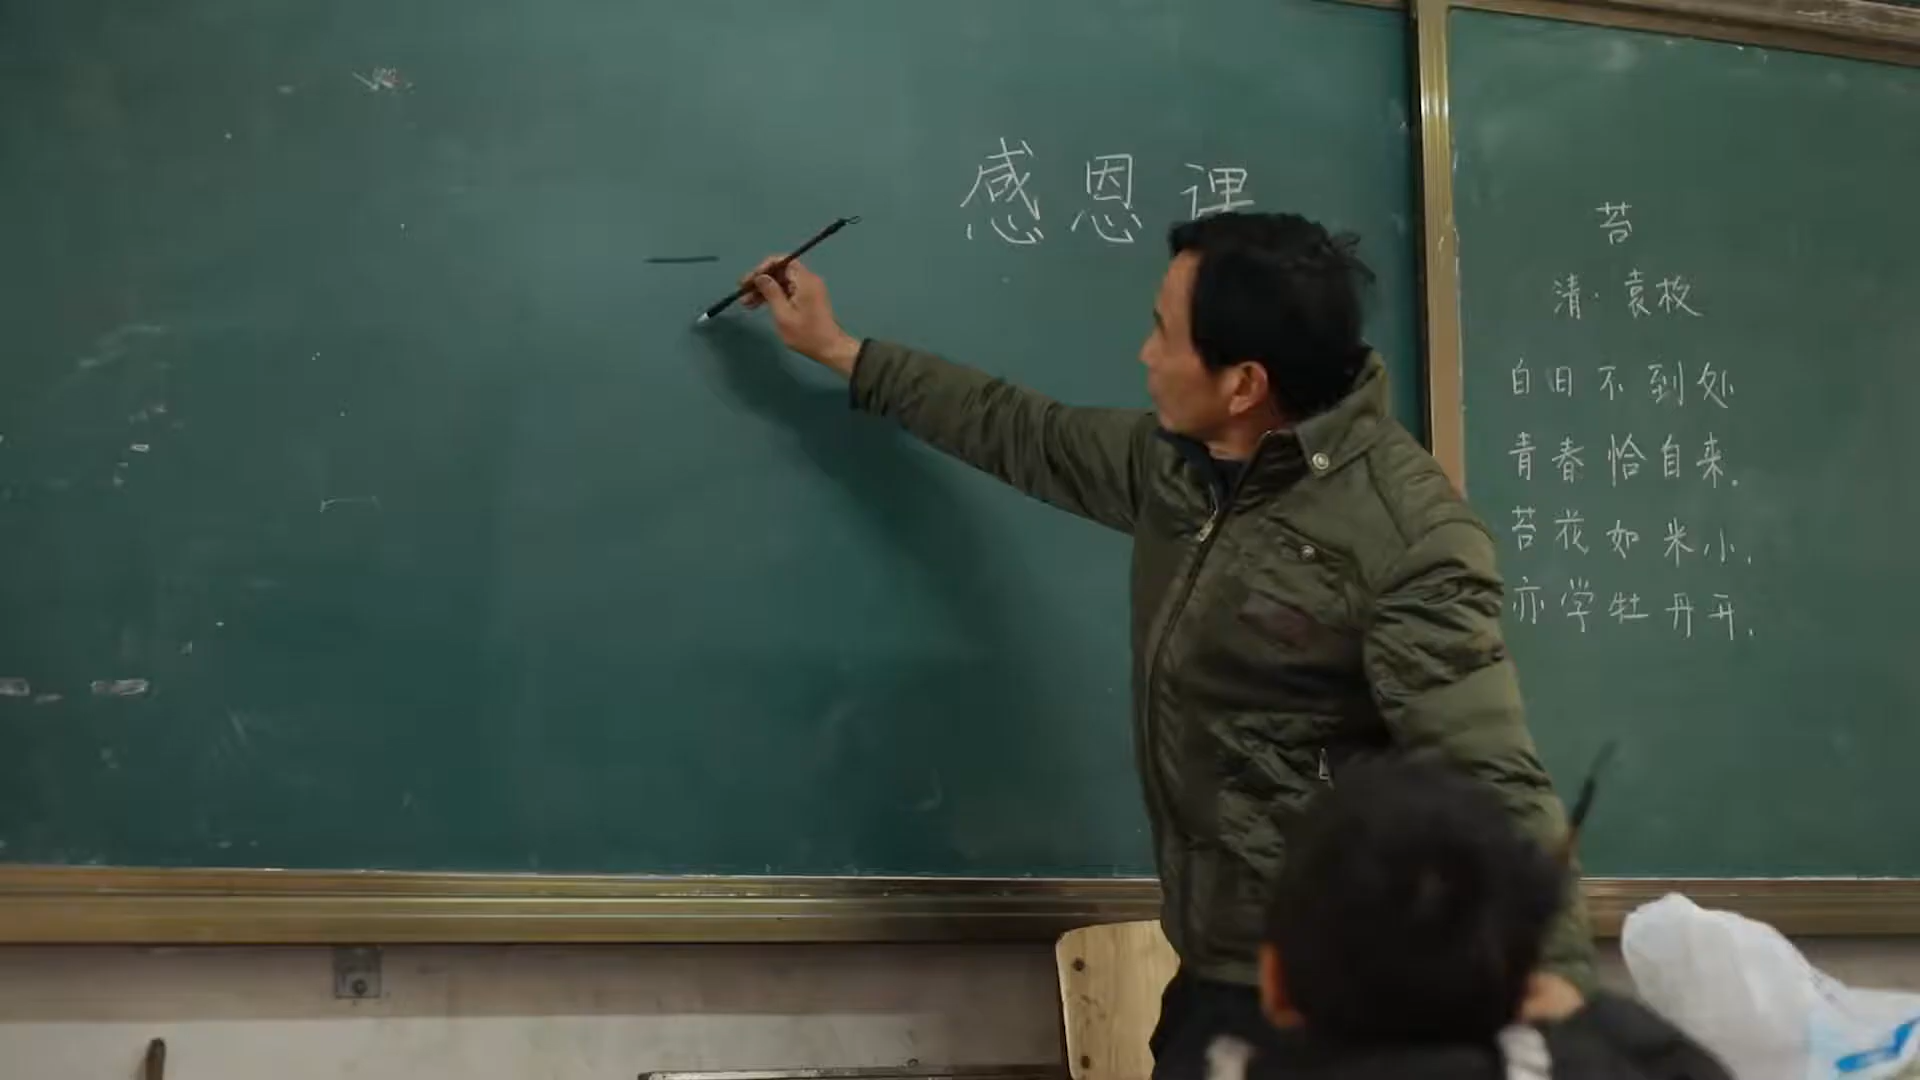 感恩课
苔
清·袁枚
白日不到处
青春恰自来.
苔花如米小,
亦学牡丹开.